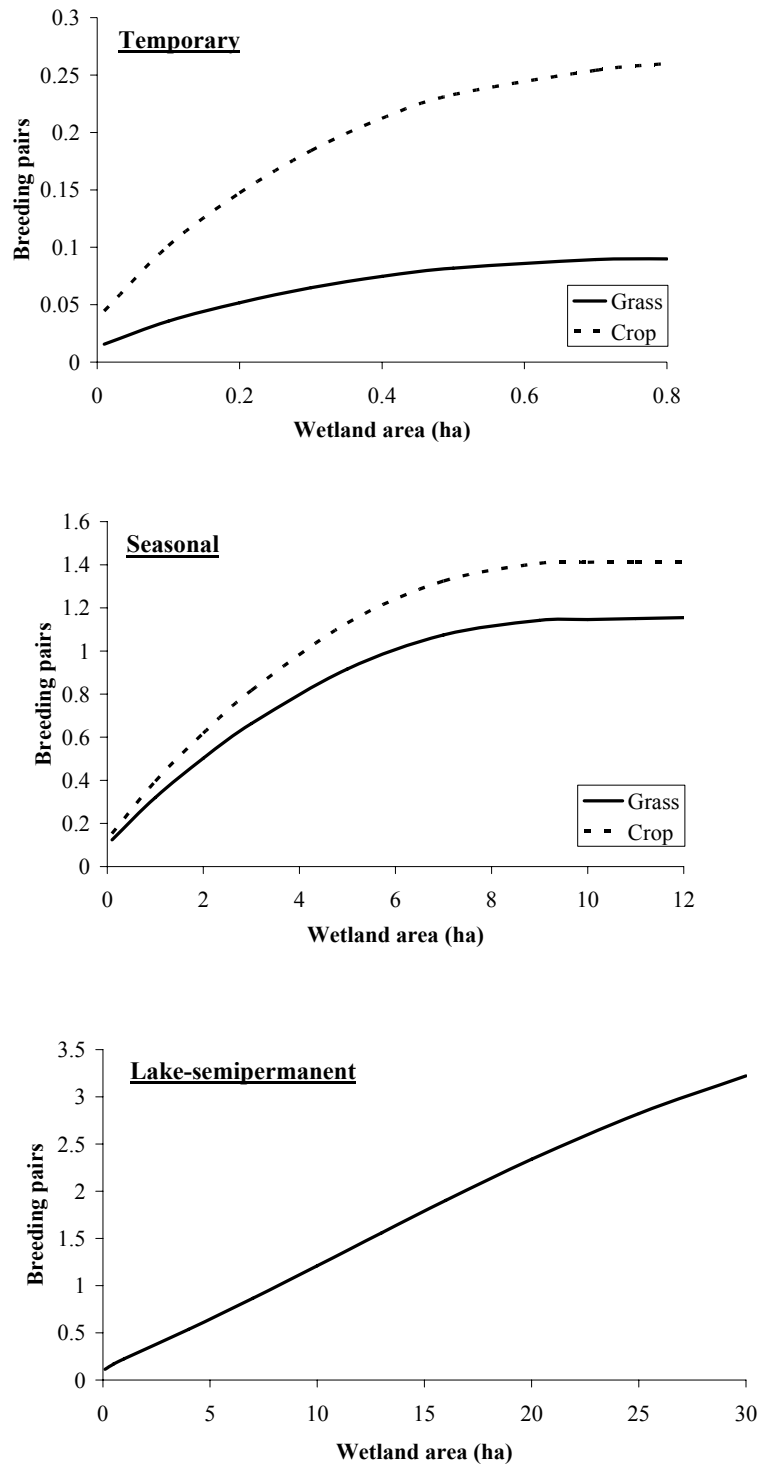 Temporary
0.3
0.25
0.2
0.15
0.1
0.05
0
Breeding pairs
0 0.2 0.4 0.6 0.8
Wetland area (ha)
Grass
Crop
Seasonal
1.6
1.4
1.2
1
0.8
0.6
0.4
0.2
0
Breeding pairs
0 2 4 6 8 10 12
Wetland area (ha)
Grass
Crop
Lake-semipermanent
3.5
3
2.5
2
1.5
1
0.5
0
Breeding pairs
0 5 10 15 20 25 30
Wetland area (ha)